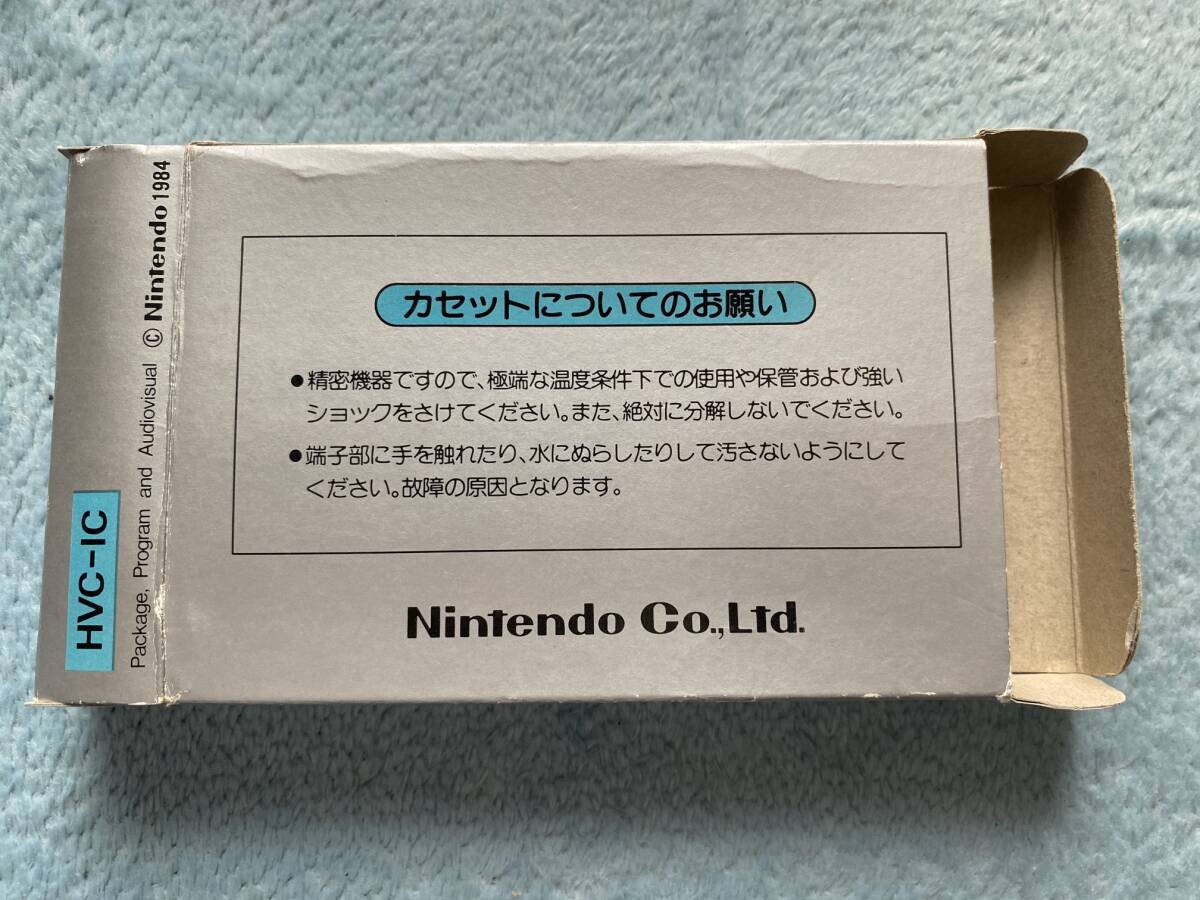 カセットについてのお願い
●精密機器ですので、極端な温度条件下での使用や保管および強い
ショックをさけてください。また、絶対に分解しないでください。
●端子部に手を触れたり、水にぬらしたりして汚さないようにして
ください。故障の原因となります。
Nintendo Co.,Ltd.
HVC-IC
Package, Program and Audiovisual © Nintendo 1984